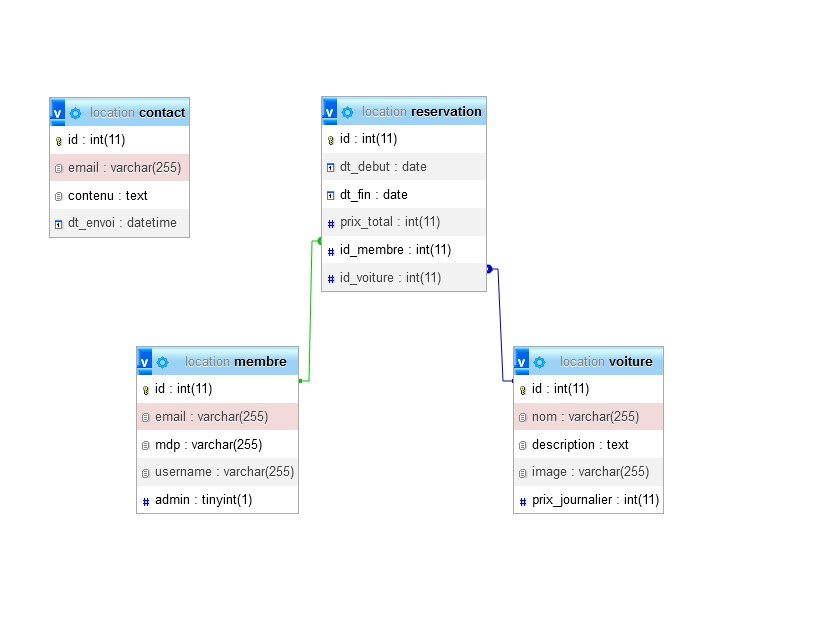 v location contact
id : int(11)
email : varchar(255)
contenu : text
dt_envoi : datetime
v location reservation
id : int(11)
dt_debut : date
dt_fin : date
# prix_total : int(11)
# id_membre : int(11)
# id_voiture : int(11)
v location membre
id : int(11)
email : varchar(255)
mdp : varchar(255)
username : varchar(255)
# admin : tinyint(1)
v location voiture
id : int(11)
nom : varchar(255)
description : text
image : varchar(255)
# prix_journalier : int(11)